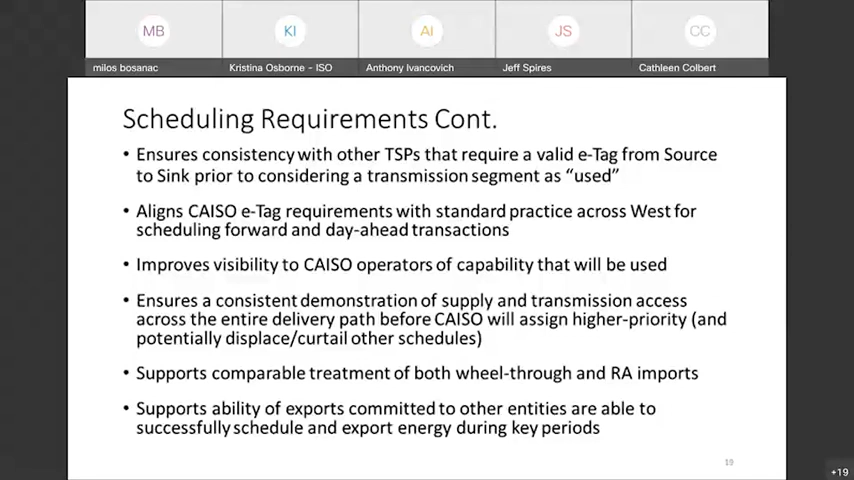 MB
KI
AI
JS
CC
milos bosanac
Kristina Osborne - ISO
Anthony Ivancovich
Jeff Spires
Cathleen Colbert
Scheduling Requirements Cont.
• Ensures consistency with other TSPs that require a valid e-Tag from Source
to Sink prior to considering a transmission segment as “used”
• Aligns CAISO e-Tag requirements with standard practice across West for
scheduling forward and day-ahead transactions
• Improves visibility to CAISO operators of capability that will be used
• Ensures a consistent demonstration of supply and transmission access
across the entire delivery path before CAISO will assign higher-priority (and
potentially displace/curtail other schedules)
• Supports comparable treatment of both wheel-through and RA imports
• Supports ability of exports committed to other entities are able to
successfully schedule and export energy during key periods
19
+19